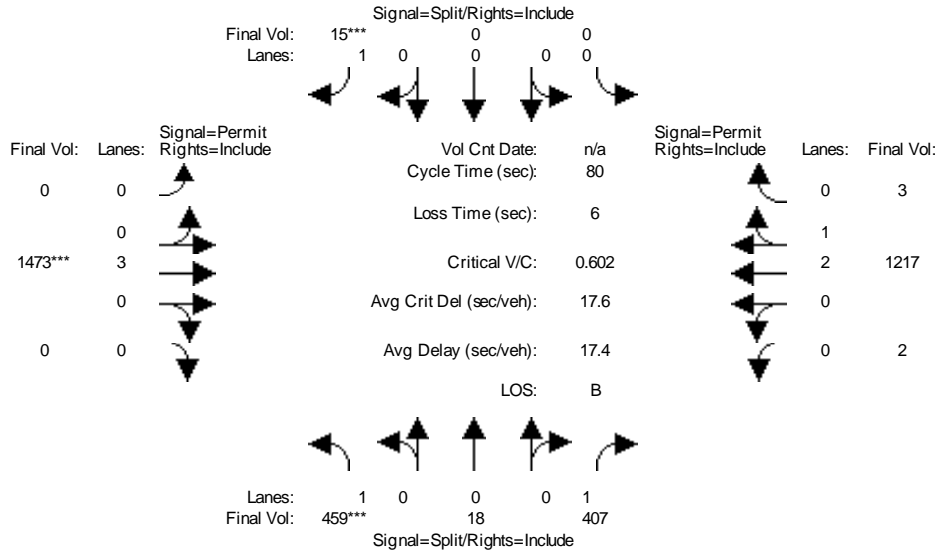 Signal=Split/Rights=Include
Final Vol: 15*** 0 0
Lanes: 1 0 0 0 0
Signal=Permit
Final Vol: Lanes: Rights=Include
Vol Cnt Date: n/a
Signal=Permit
Rights=Include Lanes: Final Vol:
Cycle Time (sec): 80
0 0
0 3
Loss Time (sec): 6
0
1
1473*** 3
Critical V/C: 0.602
2 1217
0
Avg Crit Del (sec/veh): 17.6
0
0 0
Avg Delay (sec/veh): 17.4
0 2
LOS: B
Lanes: 1 0 0 0 1
Final Vol: 459*** 18 407
Signal=Split/Rights=Include